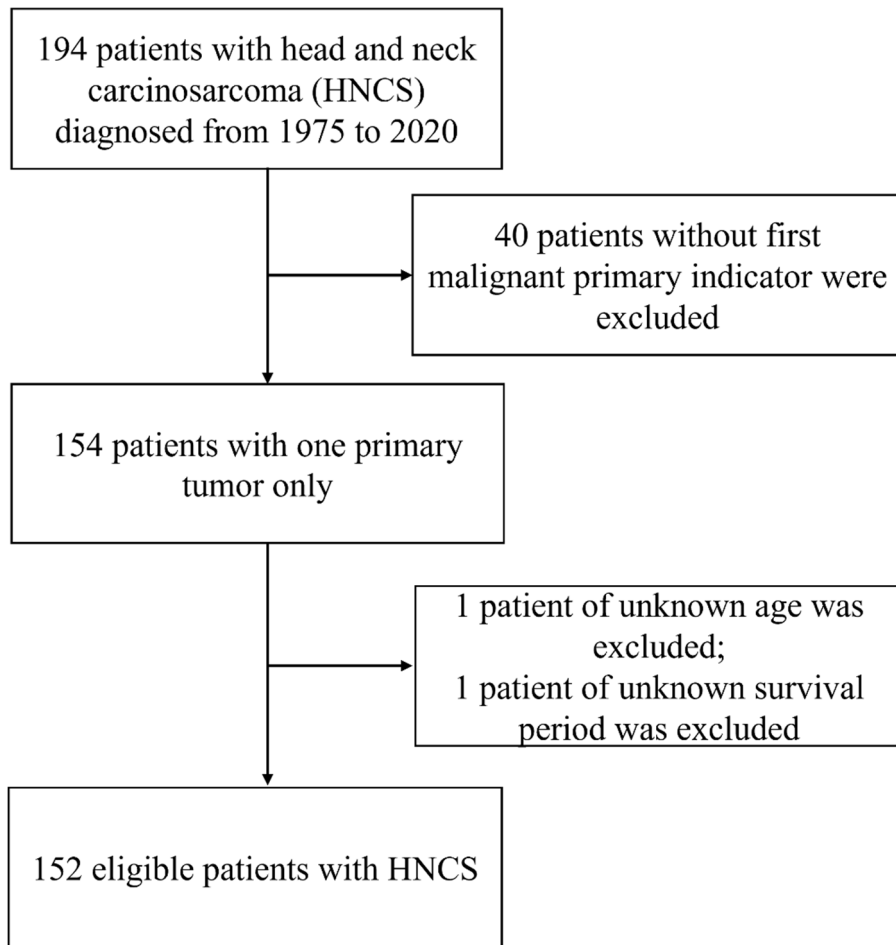 194 patients with head and neck
carcinosarcoma (HNCS)
diagnosed from 1975 to 2020
40 patients without first
malignant primary indicator were
excluded
154 patients with one primary
tumor only
1 patient of unknown age was
excluded;
1 patient of unknown survival
period was excluded
152 eligible patients with HNCS